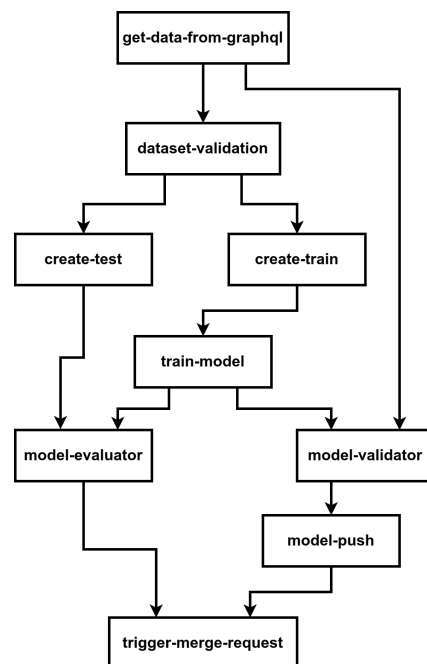 get-data-from-graphql
dataset-validation
create-test
create-train
train-model
model-evaluator
model-validator
model-push
trigger-merge-request